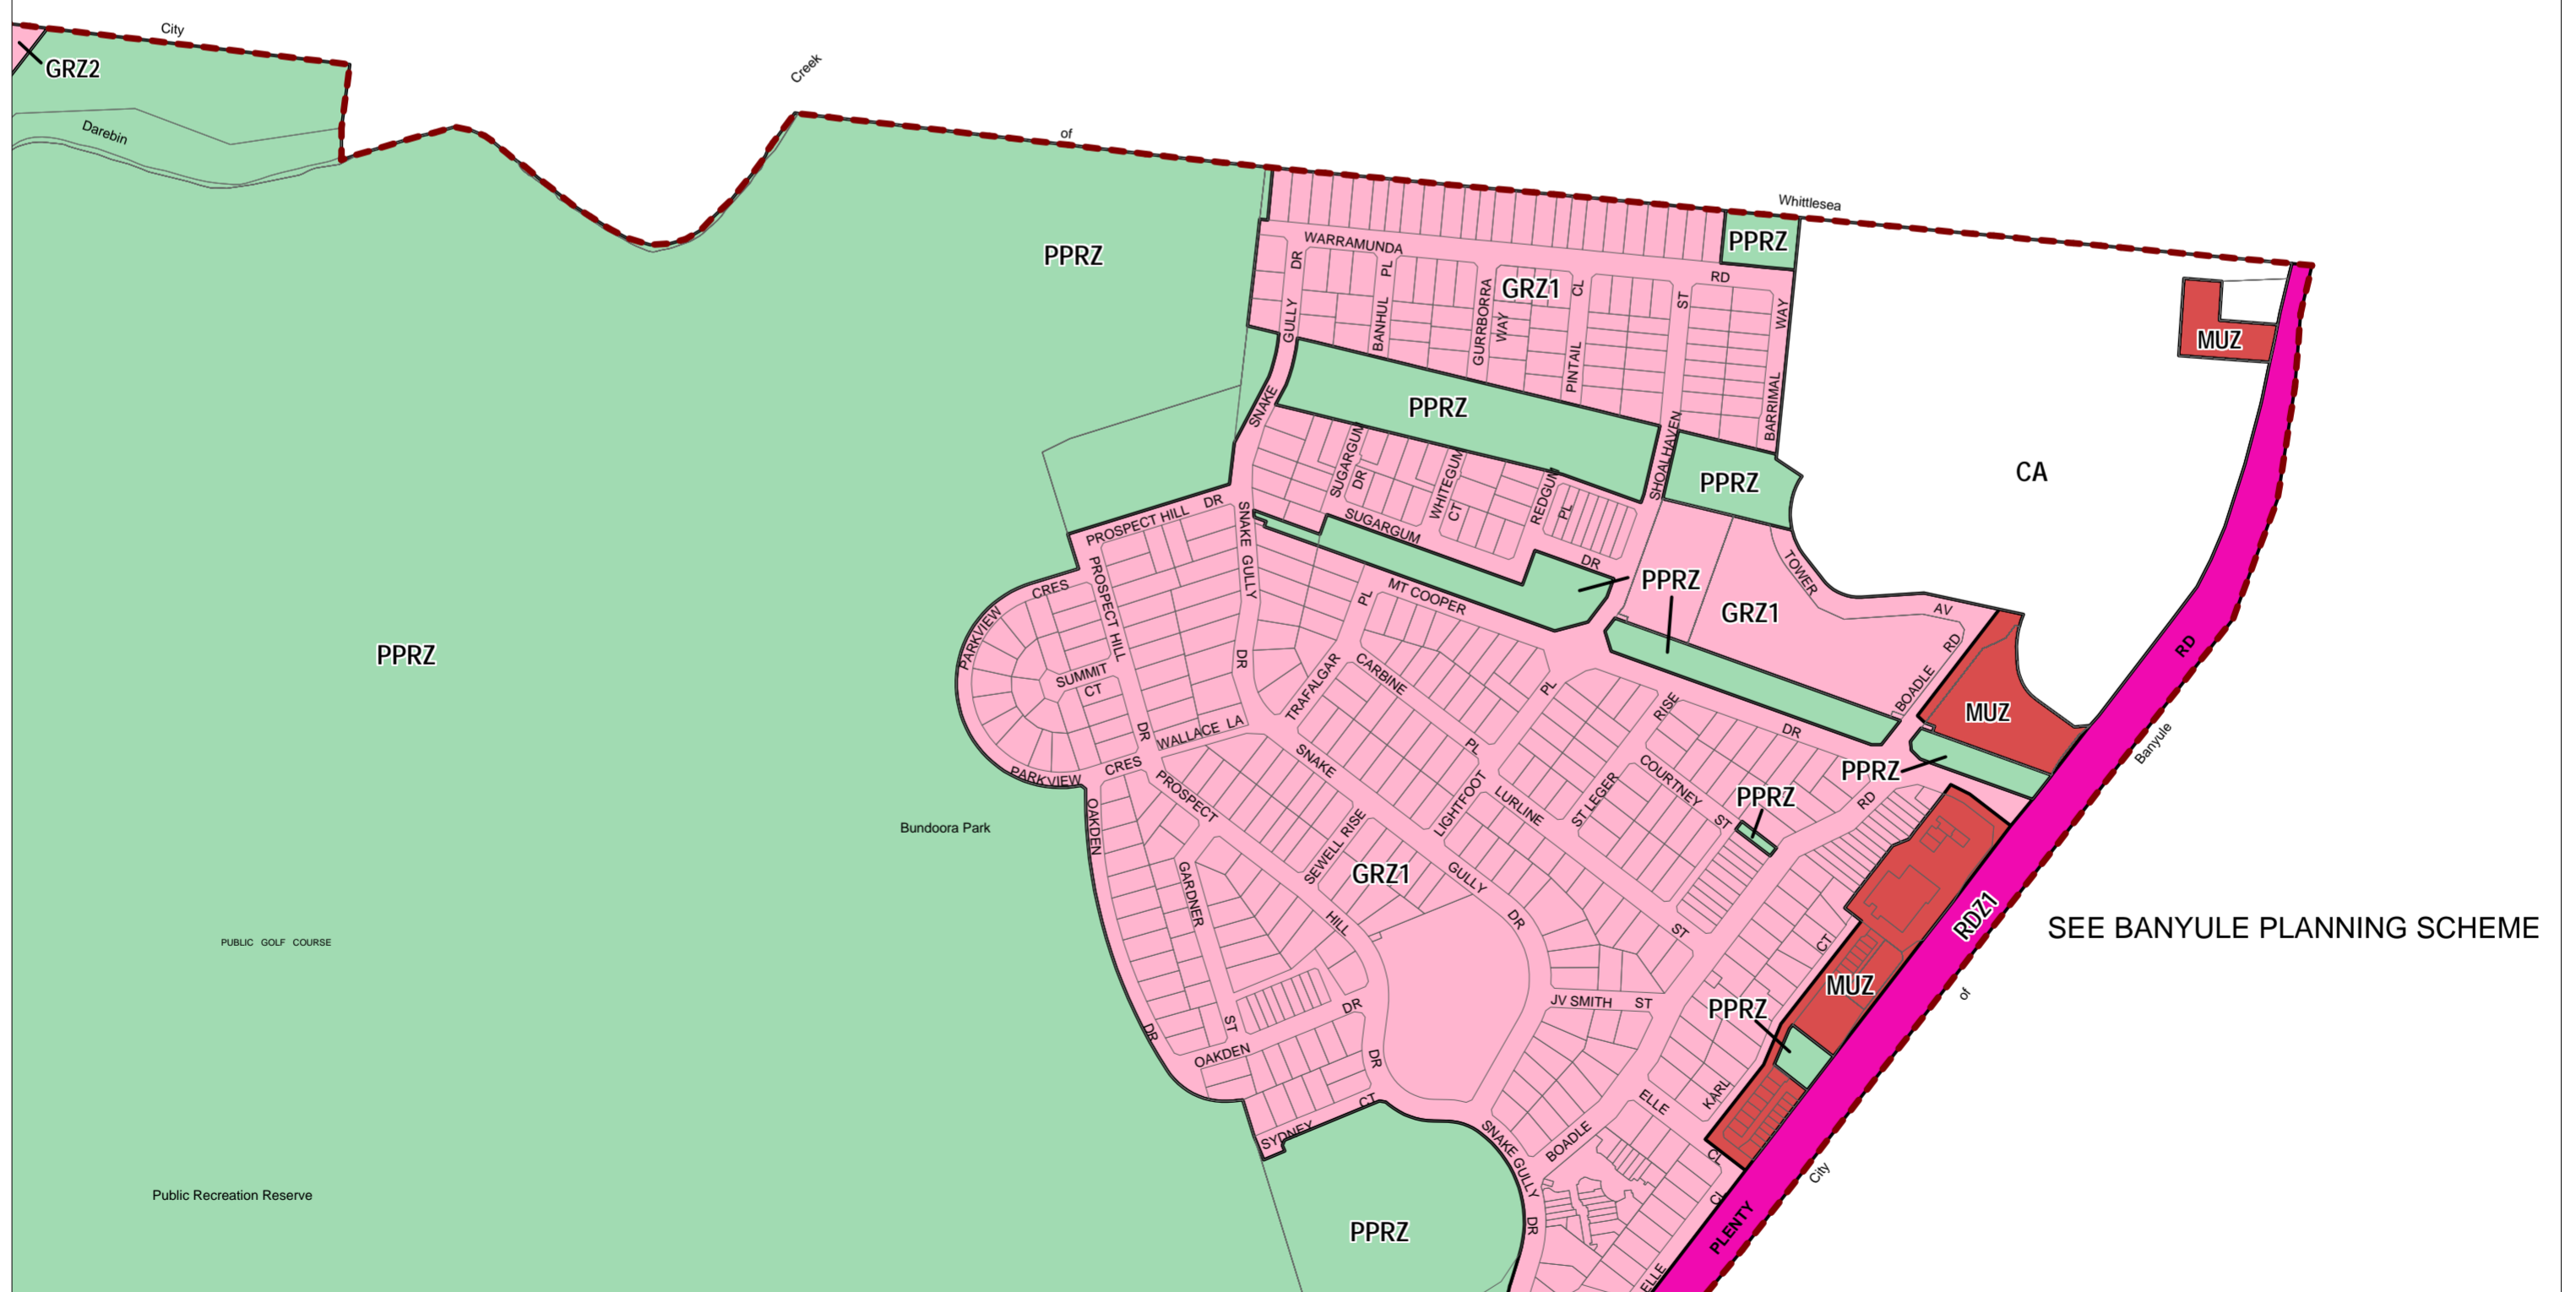 City
GRZ2
Darebin
Creek
of
Whittlesea
PPRZ
PPRZ
WARRAMUNDA
RD
GULLY
DR
BANHUL
PL
GURRBORRA
WAY
GRZ1
CL
PINTAIL
ST
WAY
BARRIMAL
MUZ
SNAKE
PPRZ
SHOALHAVEN
PPRZ
CA
SUGARGUM
DR
WHITEGUM
CT
REDGUM
PL
SUGARGUM
DR
PROSPECT HILL
DR
SNAKE
GULLY
DR
PROSPECT HILL
DR
PARKVIEW
CRES
SUMMIT
CT
PPRZ
PPRZ
MT COOPER
DR
PL
TRAFALGAR
CARBINE
PL
GRZ1
TOWER
AV
BOADLE
RD
MUZ
RD
Banyule
WALLACE LA
PARKVIEW
CRES
PROSPECT
HILL
DR
SNAKE
GULLY
DR
PL
LIGHTFOOT
LURLINE
ST
ST LEGER
RISE
COURTNEY
ST
PPRZ
PPRZ
RD
OAKDEN
DR
Bundoora Park
SEWELL RISE
GRZ1
GARDNER
ST
PUBLIC GOLF COURSE
RDZ1
SEE BANYULE PLANNING SCHEME
CT
KARL
MUZ
PPRZ
of
JV SMITH
ST
OAKDEN
DR
SYDNEY
CT
ELLE
CL
SNAKE GULLY
DR
BOADLE
Public Recreation Reserve
PPRZ
City
CL
ELLE
PLENTY